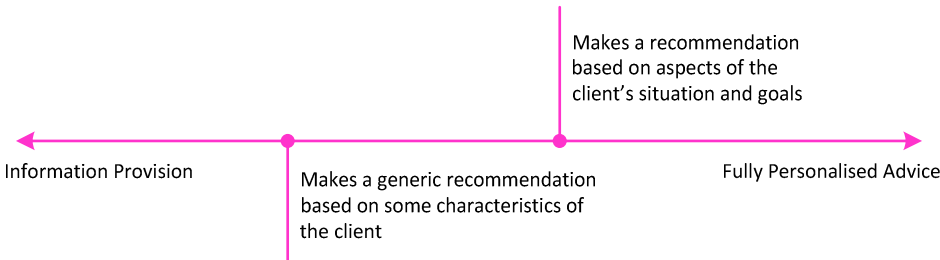 Makes a recommendation
based on aspects of the
client’s situation and goals
Information Provision
Fully Personalised Advice
Makes a generic recommendation
based on some characteristics of
the client